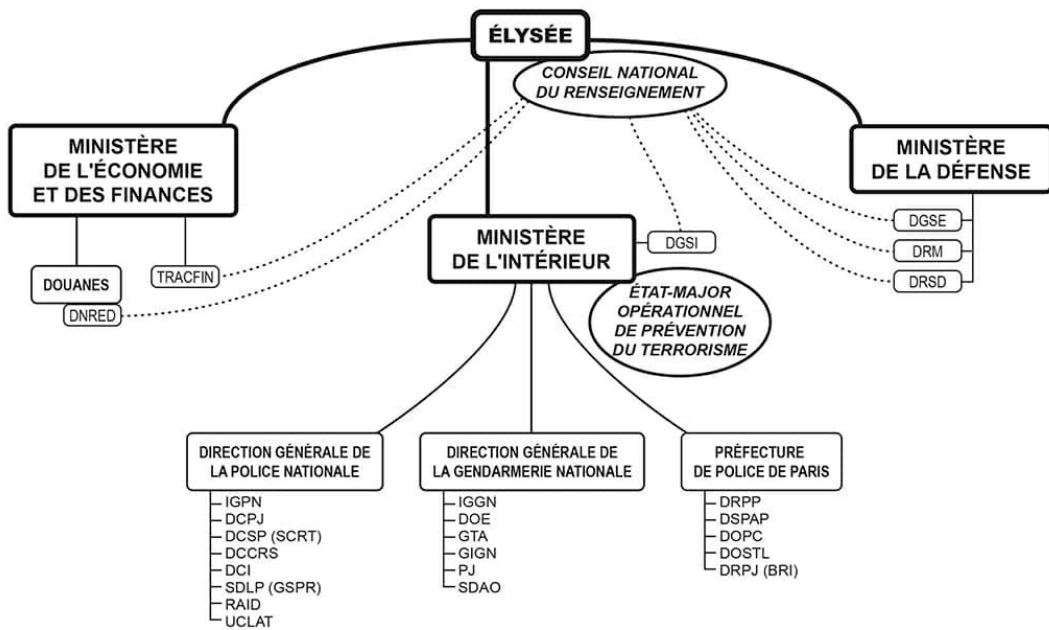 ÉLYSÉE
CONSEIL NATIONAL
DU RENSEIGNEMENT
MINISTÈRE
DE L'ÉCONOMIE
ET DES FINANCES
MINISTÈRE
DE LA DÉFENSE
DGSE
DRM
DRSD
MINISTÈRE
DE L'INTÉRIEUR
DGSI
TRACFIN
DOUANES
DNRED
ÉTAT-MAJOR
OPÉRATIONNEL
DE PRÉVENTION
DU TERRORISME
DIRECTION GÉNÉRALE DE
LA POLICE NATIONALE
IGPN
DCPJ
DCSP (SCRT)
DCCRS
DCI
SDLP (GSPR)
RAID
UCLAT
DIRECTION GÉNÉRALE DE
LA GENDARMERIE NATIONALE
IGGN
DOE
GTA
GIGN
PJ
SDAO
PRÉFECTURE
DE POLICE DE PARIS
DRPP
DSPAP
DOPC
DOSTL
DRPJ (BRI)